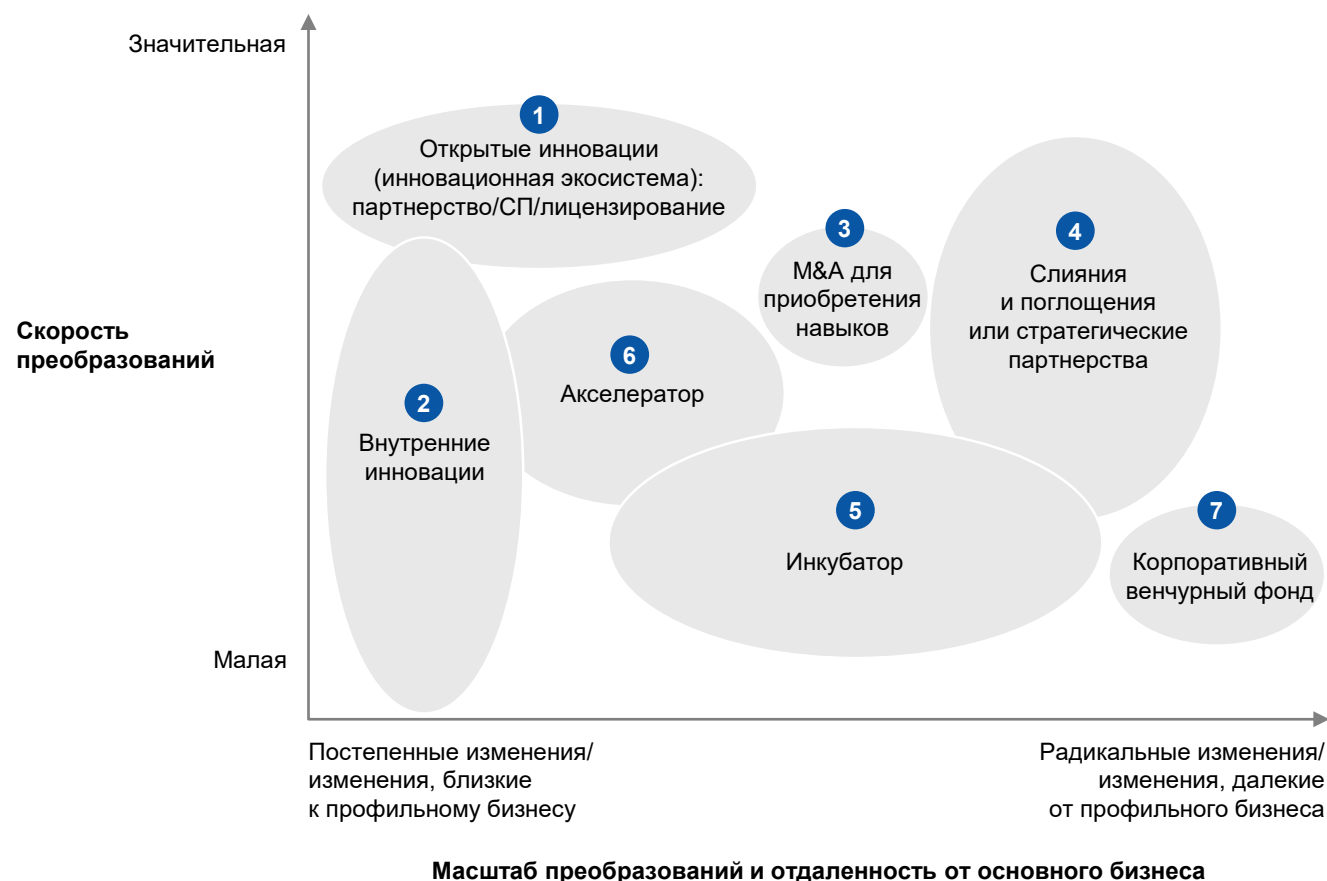 Значительная
1
Открытые инновации
(инновационная экосистема):
партнерство/СП/лицензирование
3
M&A для
приобретения
навыков
4
Слияния
и поглощения
или стратегические
партнерства
Скорость
преобразований
6
Акселератор
2
Внутренние
инновации
5
Инкубатор
7
Корпоративный
венчурный фонд
Малая
Постепенные изменения/
изменения, близкие
к профильному бизнесу
Радикальные изменения/
изменения, далекие
от профильного бизнеса
Масштаб преобразований и отдаленность от основного бизнеса